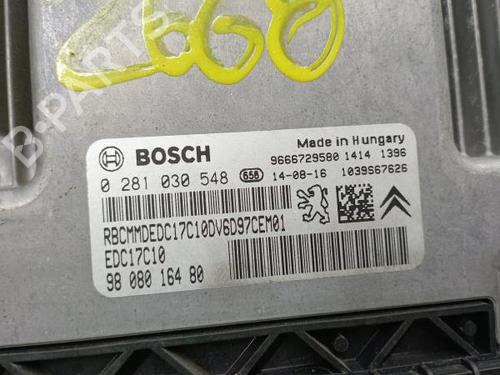 B-PARTS
268
BOSCH
Made in Hungary
9666729580 1414 1396
0 281 030 548 658 14-08-16 1039S67626
RBCMMDEDC17C10DV6D97CEM01
EDC17C10
98 080 164 80